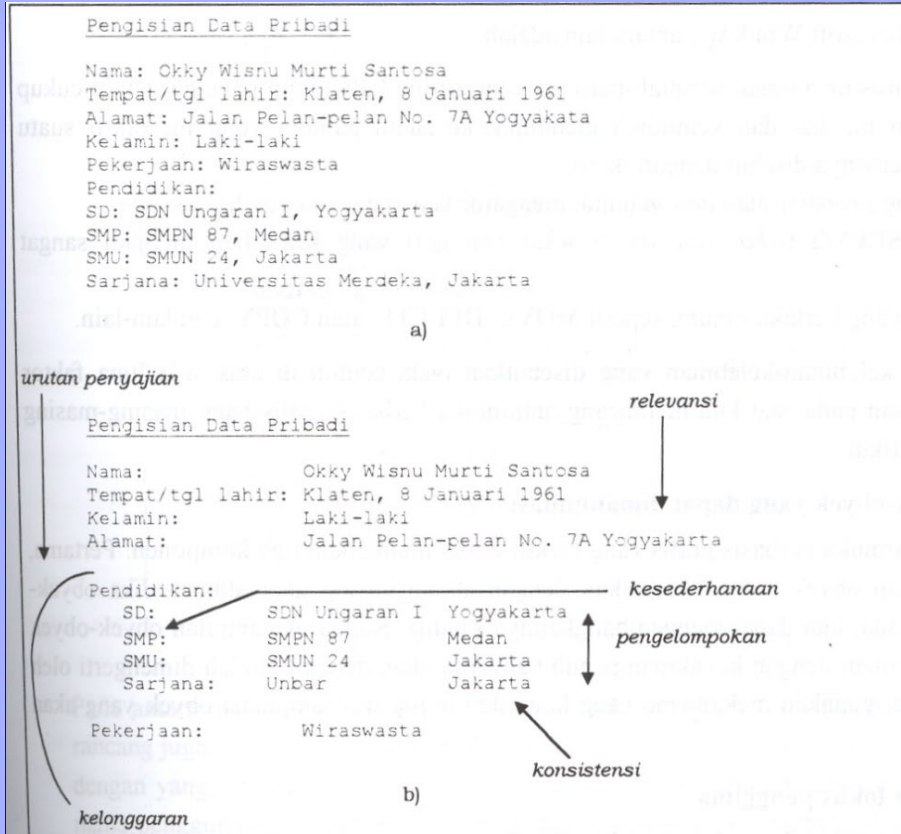 Pengisian Data Pribadi
Nama: Okky Wisnu Murti Santosa
Tempat/tgl lahir: Klaten, 8 Januari 1961
Alamat: Jalan Pelan-pelan No. 7A Yogyakata
Kelamin: Laki-laki
Pekerjaan: Wiraswasta
Pendidikan:
SD: SDN Ungaran I, Yogyakarta
SMP: SMPN 87, Medan
SMU: SMUN 24, Jakarta
Sarjana: Universitas Merdeka, Jakarta
a)
urutan penyajian
relevansi
Pengisian Data Pribadi
Nama: Okky Wisnu Murti Santosa
Tempat/tgl lahir: Klaten, 8 Januari 1961
Kelamin: Laki-laki
Alamat: Jalan Pelan-pelan No. 7A Yogyakarta
Pendidikan: kesederhanaan
SD: SDN Ungaran I Yogyakarta
SMP: SMPN 87 Medan pengelompokan
SMU: SMUN 24 Jakarta
Sarjana: Unbar Jakarta
Pekerjaan: Wiraswasta
konsistensi
b)
kelonggaran